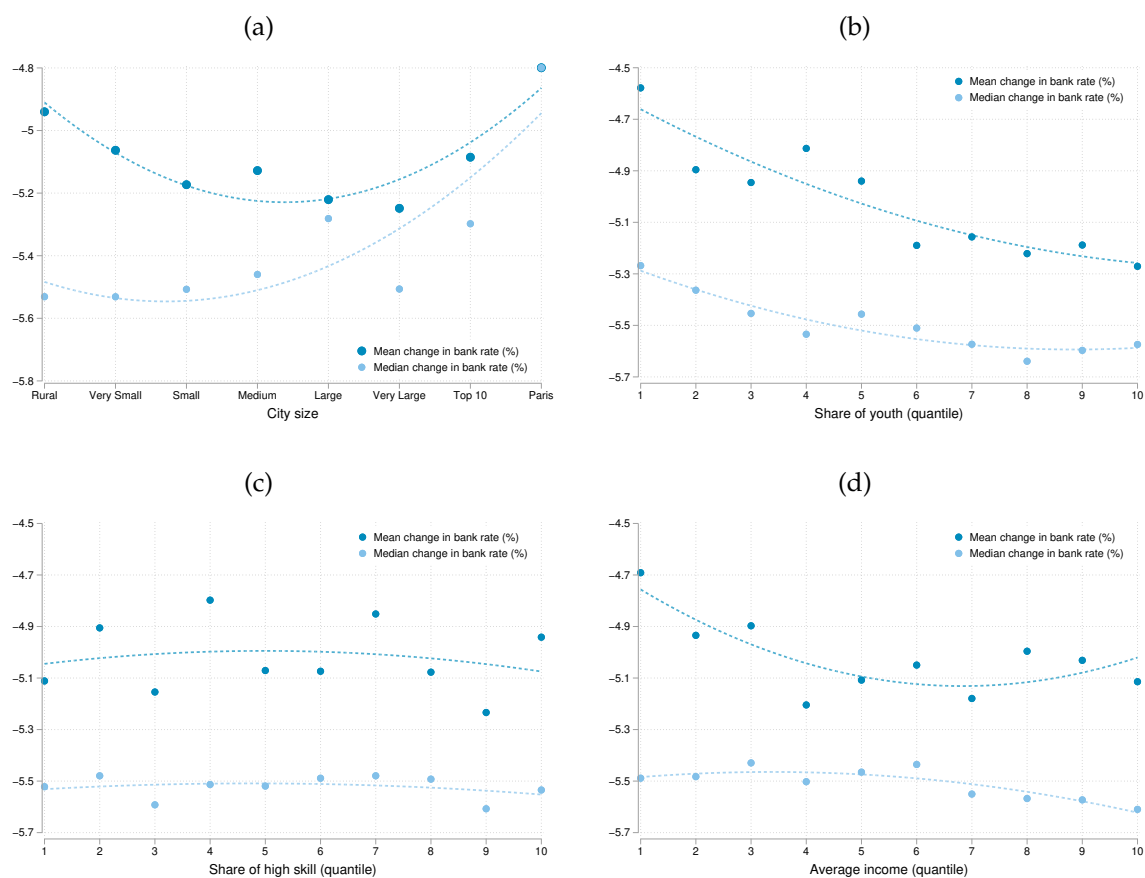 (a)
−4.8
−5
−5.2
−5.4
−5.6
−5.8
Mean change in bank rate (%)
Median change in bank rate (%)
Rural Very Small Small Medium Large Very Large Top 10 Paris
City size
(b)
−4.5
−4.7
−4.9
−5.1
−5.3
−5.5
−5.7
Mean change in bank rate (%)
Median change in bank rate (%)
1 2 3 4 5 6 7 8 9 10
Share of youth (quantile)
(c)
−4.5
−4.7
−4.9
−5.1
−5.3
−5.5
−5.7
Mean change in bank rate (%)
Median change in bank rate (%)
1 2 3 4 5 6 7 8 9 10
Share of high skill (quantile)
(d)
−4.5
−4.7
−4.9
−5.1
−5.3
−5.5
−5.7
Mean change in bank rate (%)
Median change in bank rate (%)
1 2 3 4 5 6 7 8 9 10
Average income (quantile)